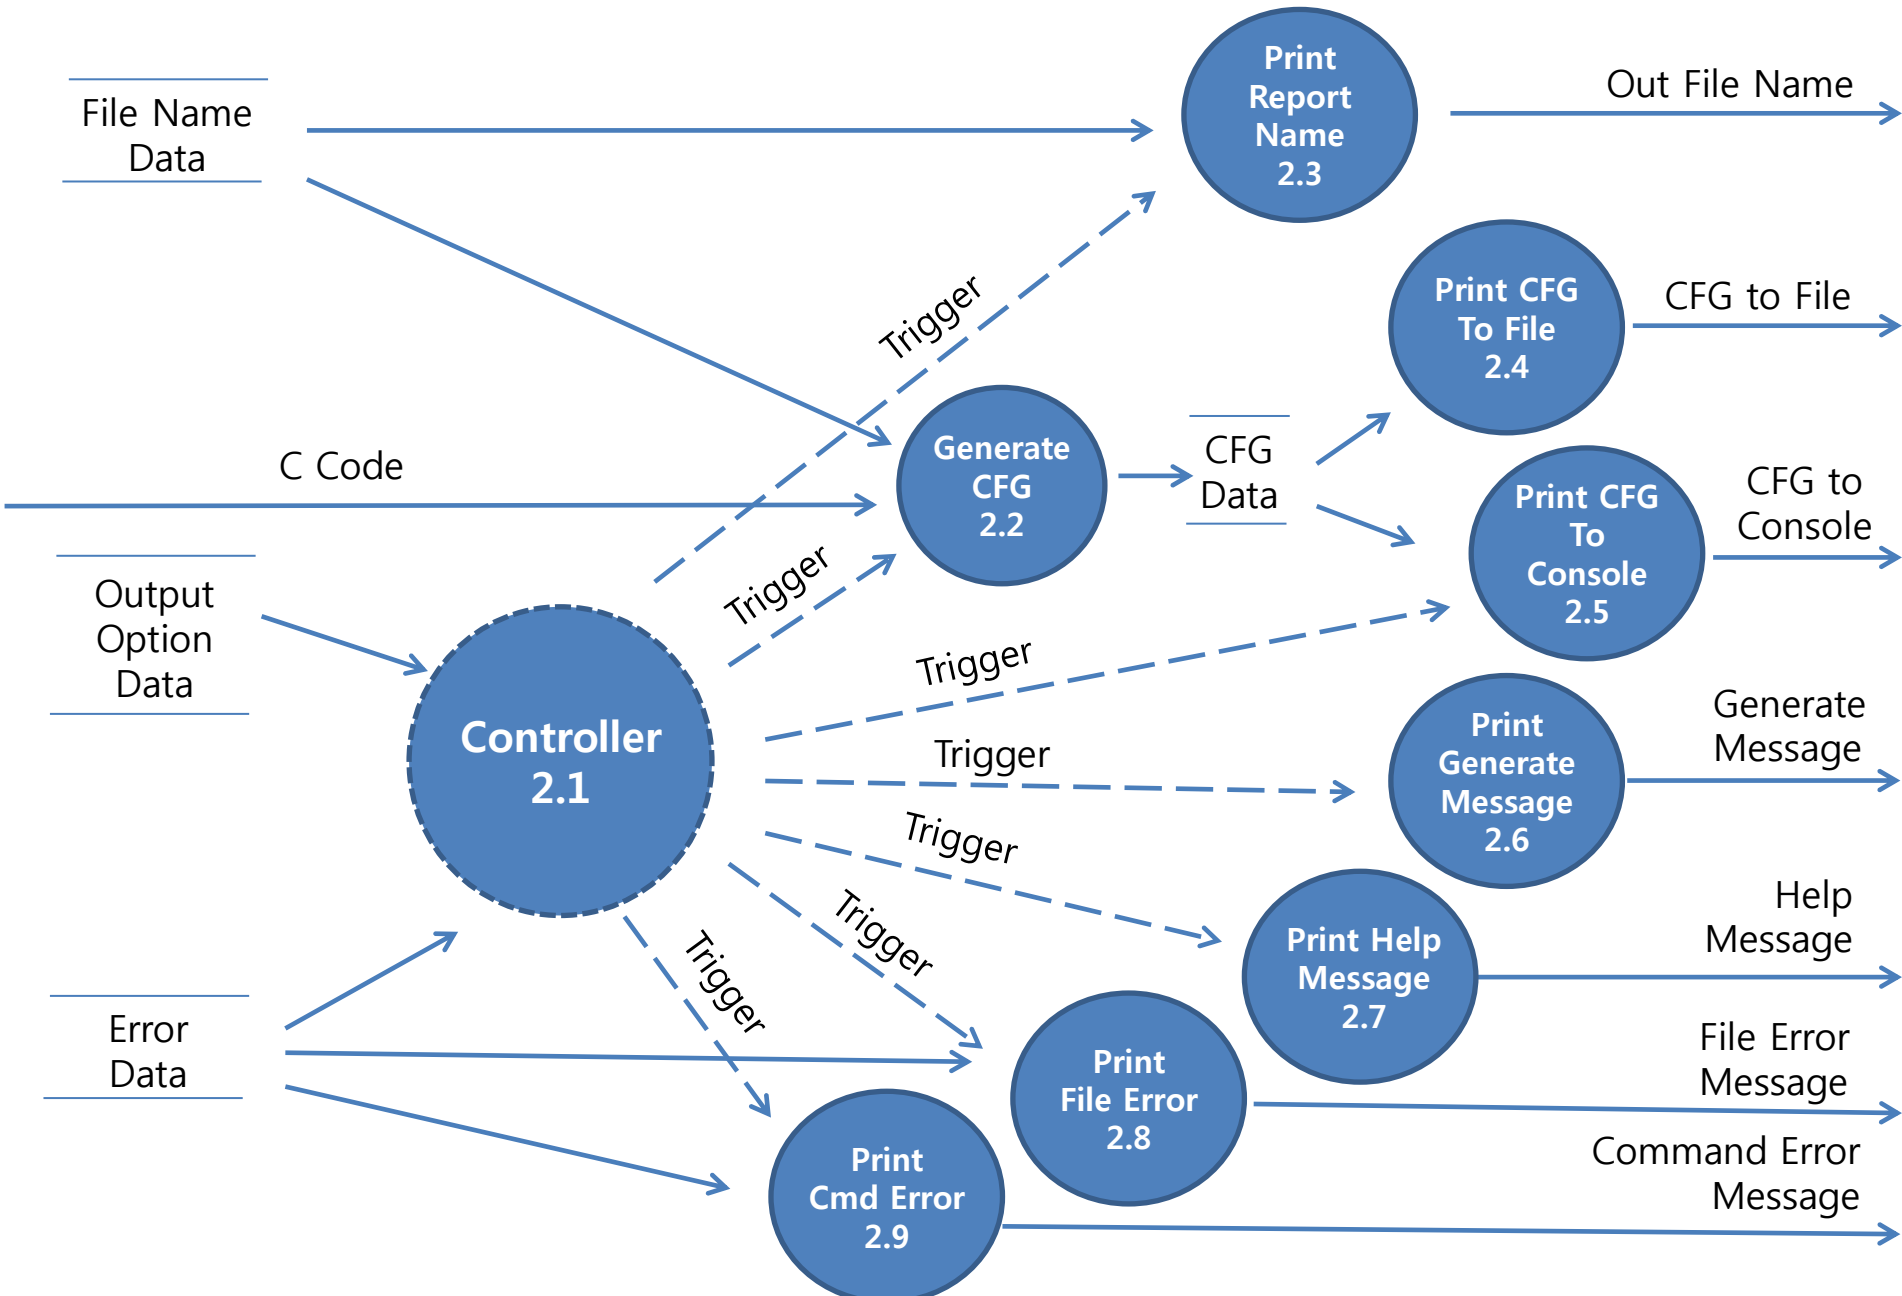 Print
Report
Name
2.3
Out File Name
File Name
Data
Trigger
Print CFG
To File
2.4
CFG to File
C Code
Generate
CFG
2.2
CFG
Data
Print CFG
To
Console
2.5
CFG to
Console
Output
Option
Data
Trigger
Trigger
Controller
2.1
Trigger
Print
Generate
Message
2.6
Generate
Message
Trigger
Print Help
Message
2.7
Help
Message
Trigger
Trigger
Error
Data
Print
File Error
2.8
File Error
Message
Print
Cmd Error
2.9
Command Error
Message